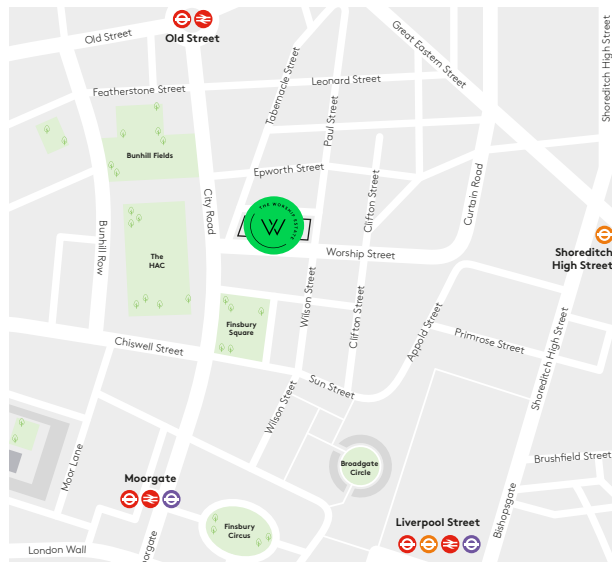 Old Street
Old Street
Great Eastern Street
Shoreditch High Street
Tabernacle Street
Leonard Street
Featherstone Street
Paul Street
Bunhill Fields
Epworth Street
Clifton Street
Curtain Road
City Road
THE WORSHIP ESTATE
W
Bunhill Row
The
HAC
Worship Street
Shoreditch
High Street
Wilson Street
Clifton Street
Finsbury
Square
Appold Street
Primrose Street
Shoreditch High Street
Chiswell Street
Sun Street
Wilson Steet
Moor Lane
Broadgate
Circle
Brushfield Street
Moorgate
Bishopsgate
Finsbury
Circus
Liverpool Street
oorgate
London Wall